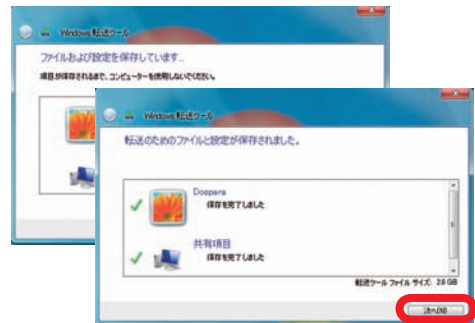 Windows 転送ツール
ファイルおよび設定を保存しています...
項目が保存されるまで、コンピューターを使用しないでください。
Windows 転送ツール
転送のためのファイルと設定が保存されました。
Dospara
保存を完了しました
共有項目
保存を完了しました
転送ツール ファイル サイズ: 2.8 GB
次へ(N)